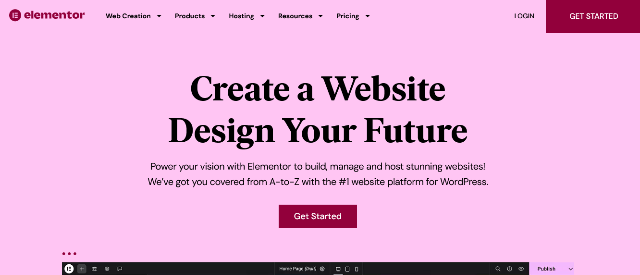 elementor
Web Creation Products Hosting Resources Pricing LOGIN GET STARTED
Create a Website
Design Your Future
Power your vision with Elementor to build, manage and host stunning websites!
We've got you covered from A-to-Z with the #1 website platform for WordPress.
Get Started
Home Page Publish